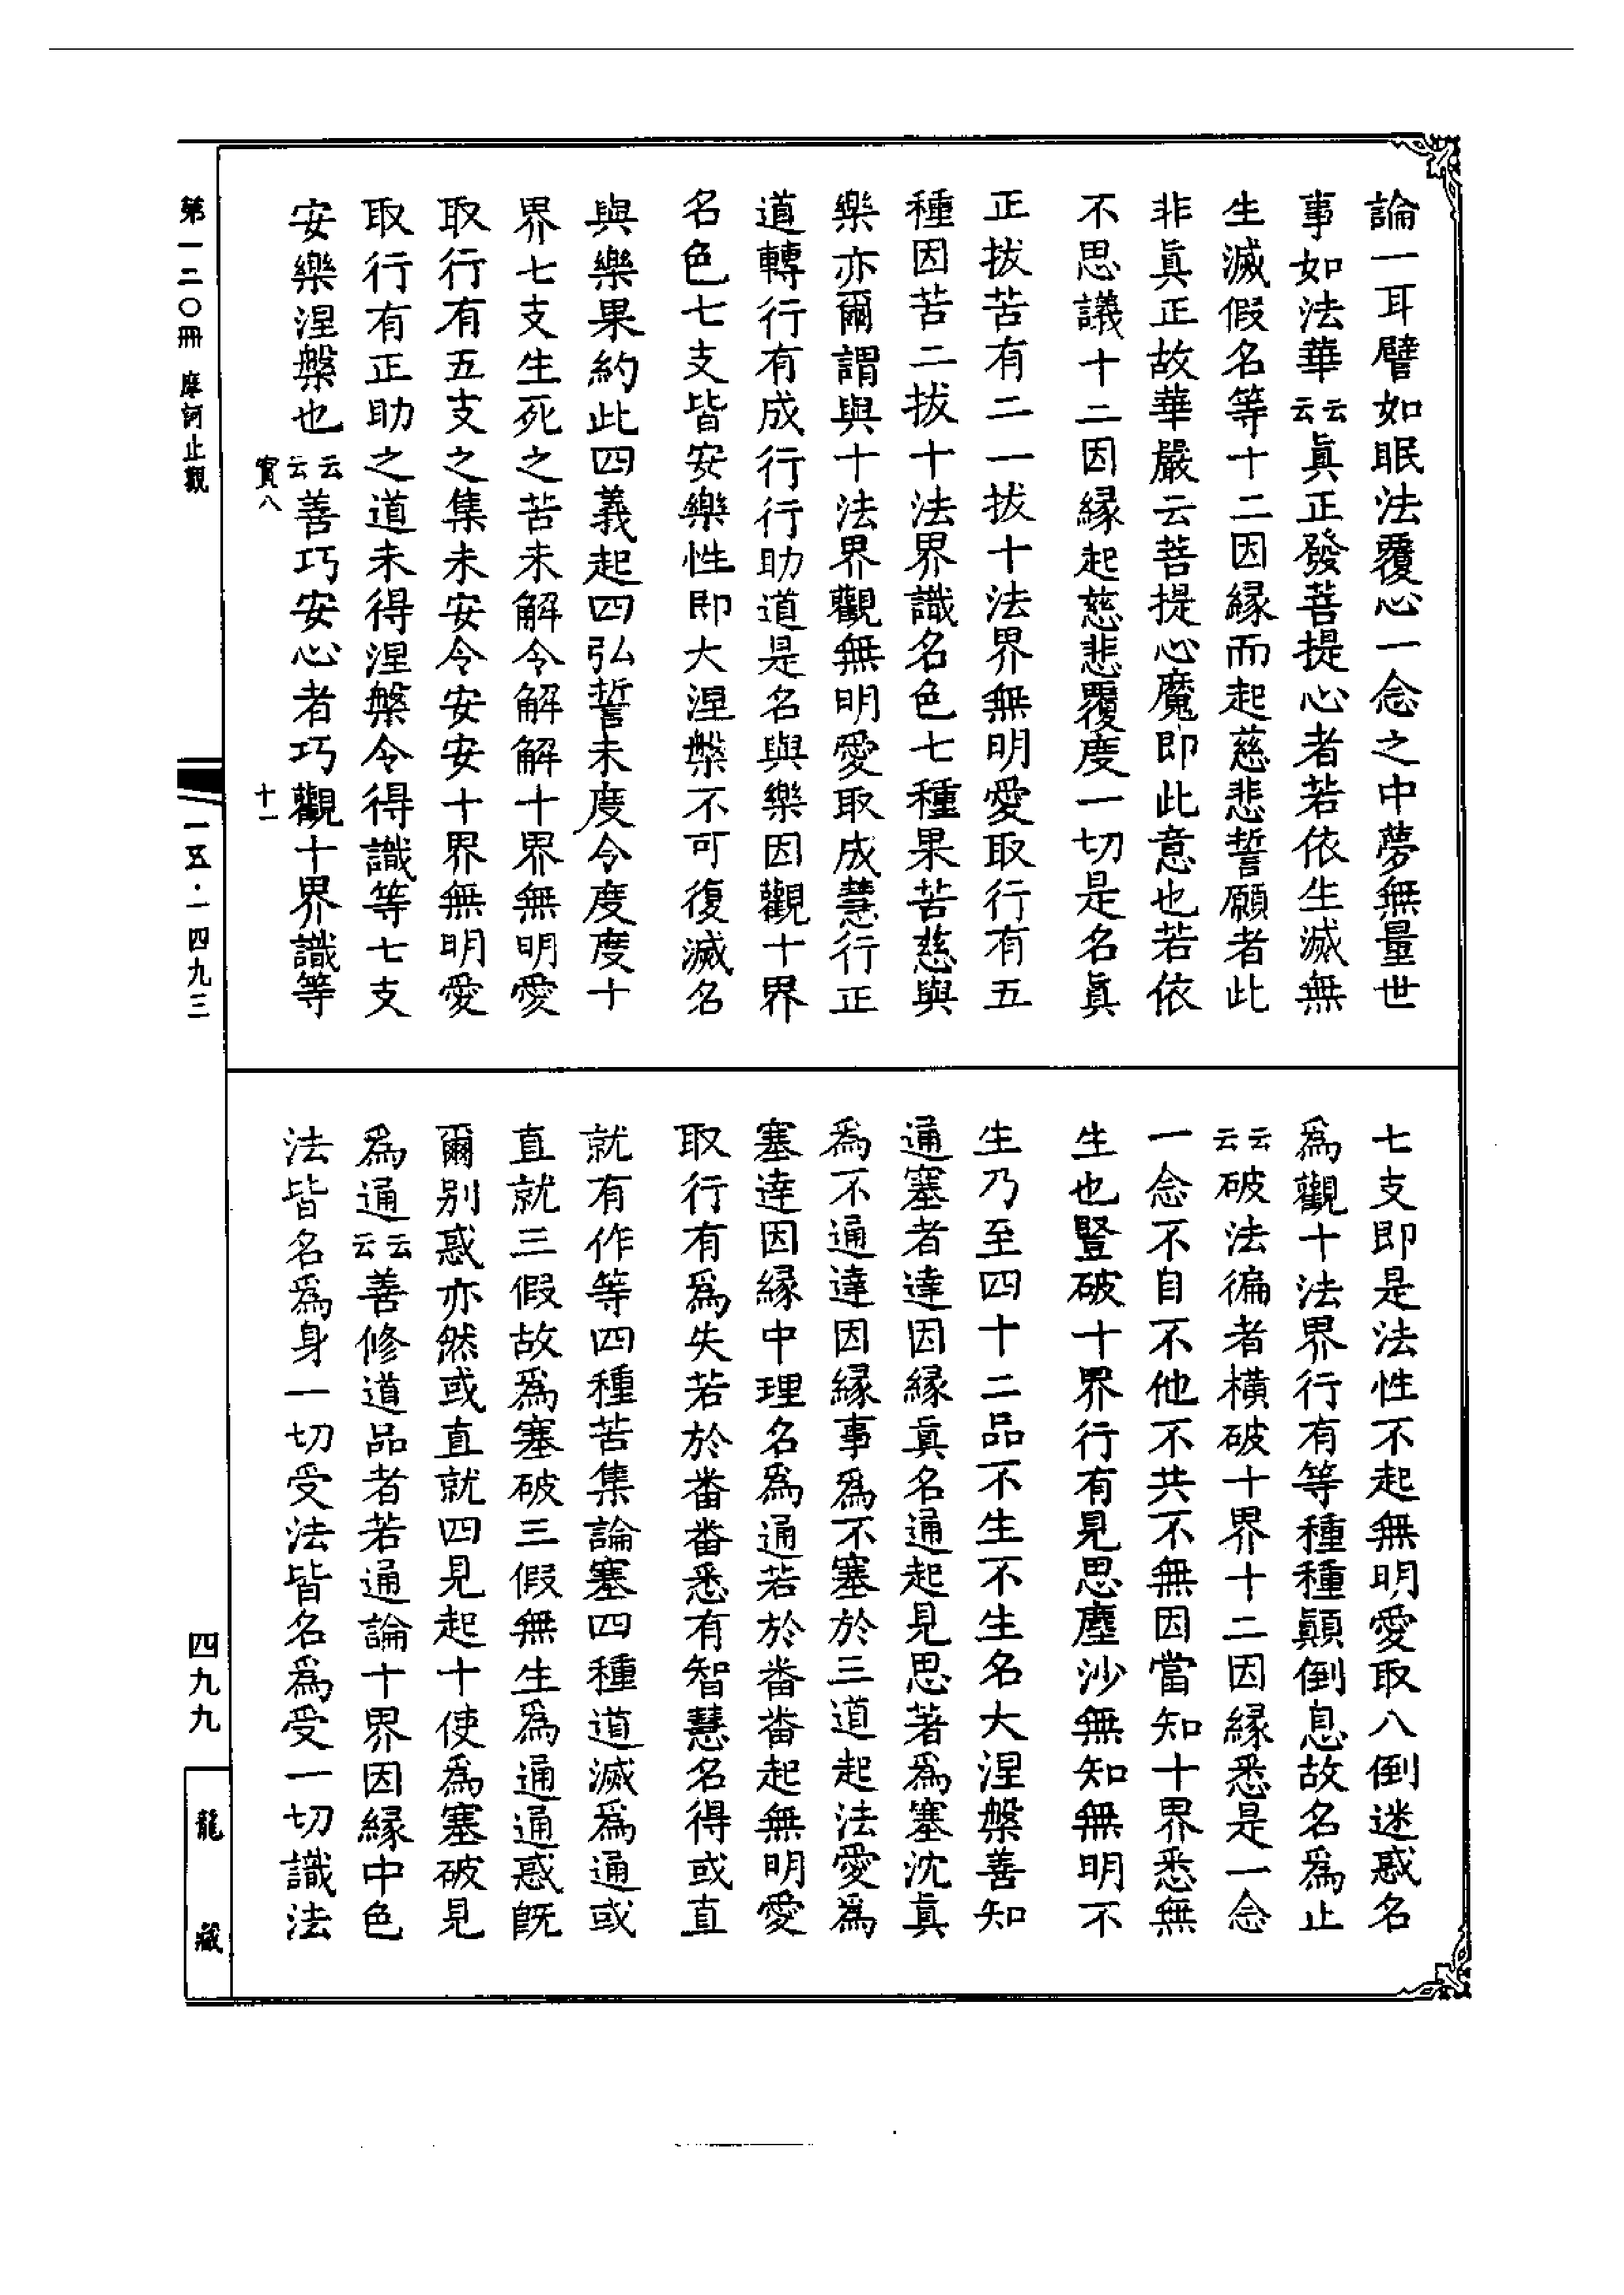 論一耳譬如眠法覆心一念之中夢無量世
事如法華云云眞正發菩提心者若依生滅無
生滅假名等十二因緣而起慈悲誓願者此
非眞正故華嚴云菩提心魔即此意也若依
不思議十二因緣起慈悲覆度一切是名眞
正拔苦有二一拔十法界無明愛取行有五
種因苦二拔十法界識名色七種果苦慈與
樂亦爾謂與十法界觀無明愛取成慧行正
道轉行有成行行助道是名與樂因觀十界
名色七支皆安樂性即大涅槃不可復滅名
與樂果約此四義起四弘誓未度令度度十
界七支生死之苦未解令解解十界無明愛
取行有五支之集未安令安安十界無明愛
取行有正助之道未得涅槃令得識等七支
安樂涅槃也云云善巧安心者巧觀十界識等
實八
十一
七支即是法性不起無明愛取八倒迷惑名
爲觀十法界行有等種種顚倒息故名爲止
云云破法徧者橫破十界十二因緣悉是一念
一念不自不他不共不無因當知十界悉無
生也豎破十界行有見思塵沙無知無明不
生乃至四十二品不生不生名大涅槃善知
通塞者達因緣眞名通起見思著爲塞沈眞
爲不通達因緣事爲不塞於三道起法愛爲
塞達因緣中理名爲通若於番番起無明愛
取行有爲失若於番番悉有智慧名得或直
就有作等四種苦集論塞四種道滅爲通或
直就三假故爲塞破三假無生爲通通惑旣
爾別惑亦然或直就四見起十使爲塞破見
爲通云云善修道品者若通論十界因緣中色
法皆名爲身一切受法皆名爲受一切識法
第一二〇冊 摩訶止觀
一五·一四九三
四九九
龍藏